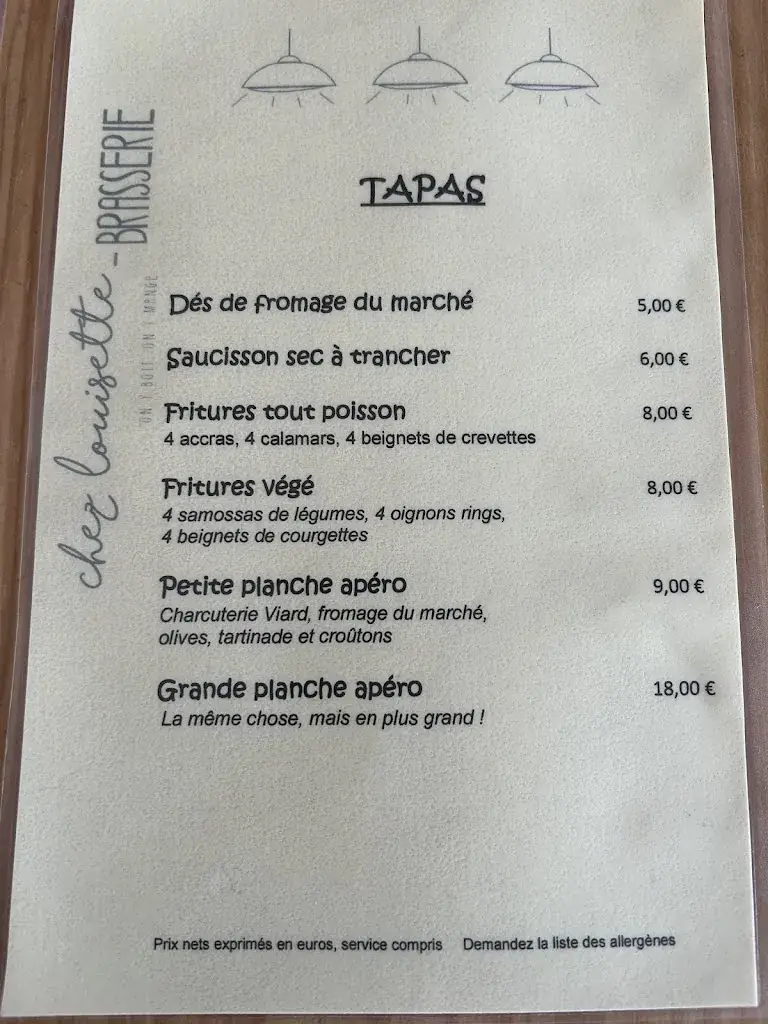 chez louisette - BRASSERIE
ON Y BOIT ON Y MANGE
TAPAS
Dés de fromage du marché 5,00 €
Saucisson sec à trancher 6,00 €
Fritures tout poisson 8,00 €
4 accras, 4 calamars, 4 beignets de crevettes
Fritures végé 8,00 €
4 samossas de légumes, 4 oignons rings,
4 beignets de courgettes
Petite planche apéro 9,00 €
Charcuterie Viard, fromage du marché,
olives, tartinade et croûtons
Grande planche apéro 18,00 €
La même chose, mais en plus grand !
Prix nets exprimés en euros, service compris Demandez la liste des allergènes